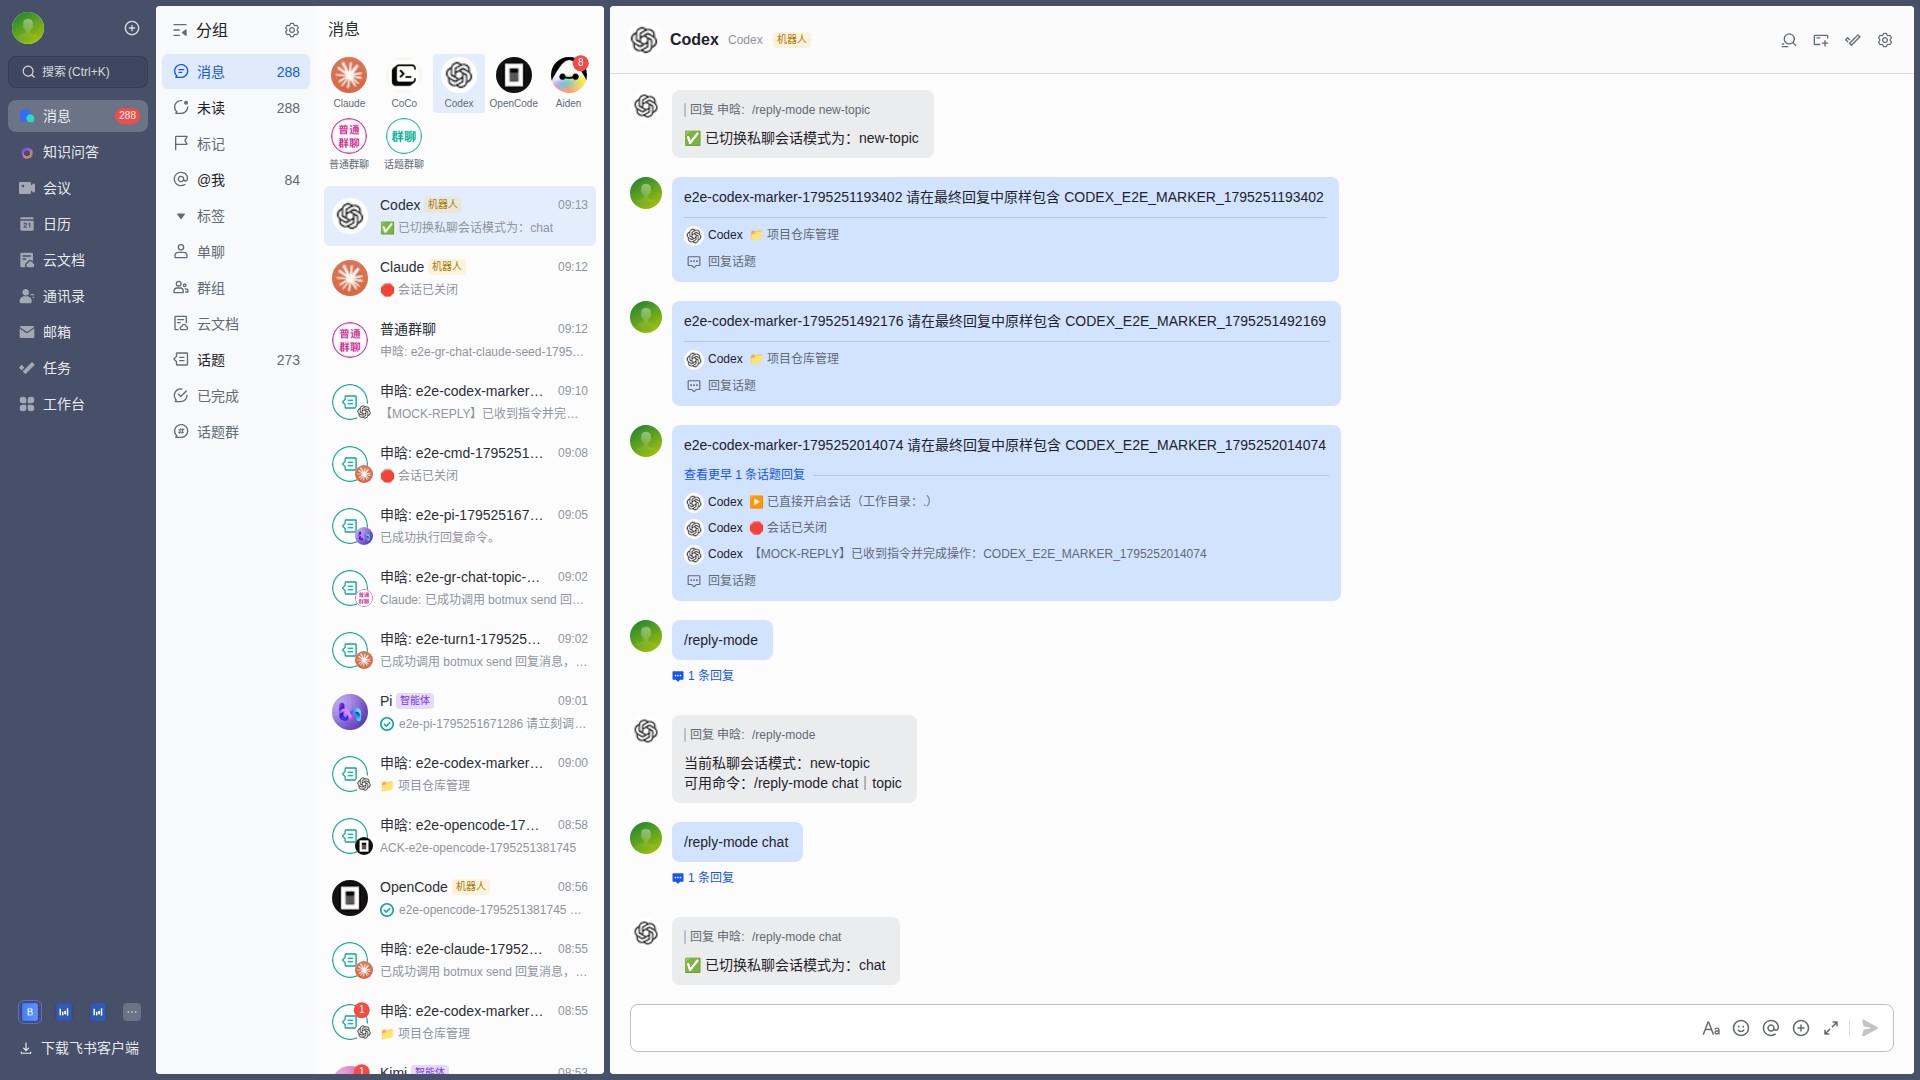 搜索 (Ctrl+K)
消息 288
知识问答
会议
日历
云文档
通讯录
邮箱
任务
工作台
下载飞书客户端
分组
消息 288
未读 288
标记
@我 84
标签
单聊
群组
云文档
话题 273
已完成
话题群
消息
Claude
CoCo
Codex
OpenCode
8
Aiden
普通群聊
普通群聊
群聊
话题群聊
Codex 机器人 09:13
✅ 已切换私聊会话模式为：chat
Claude 机器人 09:12
🛑 会话已关闭
普通群聊
普通群聊 09:12
申晗: e2e-gr-chat-claude-seed-1795…
申晗: e2e-codex-marker… 09:10
【MOCK-REPLY】已收到指令并完…
申晗: e2e-cmd-1795251… 09:08
🛑 会话已关闭
申晗: e2e-pi-179525167… 09:05
已成功执行回复命令。
申晗: e2e-gr-chat-topic-… 09:02
Claude: 已成功调用 botmux send 回…
申晗: e2e-turn1-179525… 09:02
已成功调用 botmux send 回复消息，…
Pi 智能体 09:01
e2e-pi-1795251671286 请立刻调…
申晗: e2e-codex-marker… 09:00
📁 项目仓库管理
申晗: e2e-opencode-17… 08:58
ACK-e2e-opencode-1795251381745
OpenCode 机器人 08:56
e2e-opencode-1795251381745 …
申晗: e2e-claude-17952… 08:55
已成功调用 botmux send 回复消息，…
1
申晗: e2e-codex-marker… 08:55
📁 项目仓库管理
1
Kimi 智能体 08:53
Codex Codex 机器人
回复 申晗：/reply-mode new-topic
✅ 已切换私聊会话模式为：new-topic
e2e-codex-marker-1795251193402 请在最终回复中原样包含 CODEX_E2E_MARKER_1795251193402
Codex 📁 项目仓库管理
回复话题
e2e-codex-marker-1795251492176 请在最终回复中原样包含 CODEX_E2E_MARKER_1795251492169
Codex 📁 项目仓库管理
回复话题
e2e-codex-marker-1795252014074 请在最终回复中原样包含 CODEX_E2E_MARKER_1795252014074
查看更早 1 条话题回复
Codex ▶️ 已直接开启会话（工作目录：.）
Codex 🛑 会话已关闭
Codex 【MOCK-REPLY】已收到指令并完成操作：CODEX_E2E_MARKER_1795252014074
回复话题
/reply-mode
1 条回复
回复 申晗：/reply-mode
当前私聊会话模式：new-topic
可用命令：/reply-mode chat｜topic
/reply-mode chat
1 条回复
回复 申晗：/reply-mode chat
✅ 已切换私聊会话模式为：chat
Aa